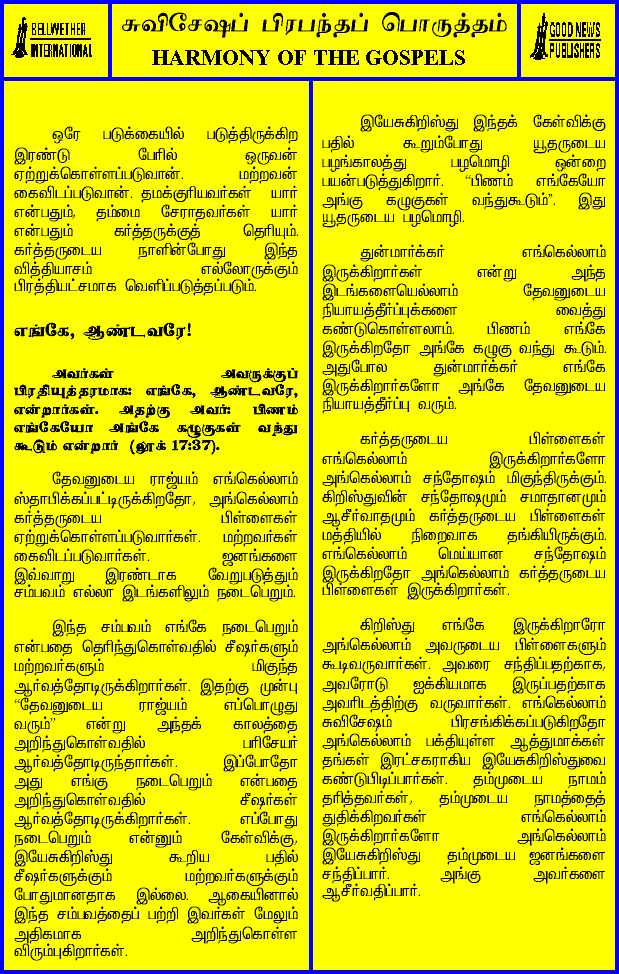 BELLWETHER
INTERNATIONAL
சுவிசேஷப் பிரபந்தப் பொருத்தம்
HARMONY OF THE GOSPELS
GOOD NEWS
PUBLISHERS
ஒரே படுக்கையில் படுத்திருக்கிற
இரண்டு பேரில் ஒருவன்
ஏற்றுக்கொள்ளப்படுவான். மற்றவன்
கைவிடப்படுவான். தமக்குரியவர்கள் யார்
என்பதும், தம்மை சேராதவர்கள் யார்
என்பதும் கர்த்தருக்குத் தெரியும்.
கர்த்தருடைய நாளின்போது இந்த
வித்தியாசம் எல்லோருக்கும்
பிரத்தியட்சமாக வெளிப்படுத்தப்படும்.
எங்கே, ஆண்டவரே!
அவர்கள் அவருக்குப்
பிரதியுத்தரமாக: எங்கே, ஆண்டவரே,
என்றார்கள். அதற்கு அவர்: பிணம்
எங்கேயோ அங்கே கழுகுகள் வந்து
கூடும் என்றார் (லூக் 17:37).
தேவனுடைய ராஜ்யம் எங்கெல்லாம்
ஸ்தாபிக்கப்பட்டிருக்கிறதோ, அங்கெல்லாம்
கர்த்தருடைய பிள்ளைகள்
ஏற்றுக்கொள்ளப்படுவார்கள். மற்றவர்கள்
கைவிடப்படுவார்கள். ஜனங்களை
இவ்வாறு இரண்டாக வேறுபடுத்தும்
சம்பவம் எல்லா இடங்களிலும் நடைபெறும்.
இந்த சம்பவம் எங்கே நடைபெறும்
என்பதை தெரிந்துகொள்வதில் சீஷர்களும்
மற்றவர்களும் மிகுந்த
ஆர்வத்தோடிருக்கிறார்கள். இதற்கு முன்பு
“தேவனுடைய ராஜ்யம் எப்பொழுது
வரும்” என்று அந்தக் காலத்தை
அறிந்துகொள்வதில் பரிசேயர்
ஆர்வத்தோடிருந்தார்கள். இப்போதோ
அது எங்கு நடைபெறும் என்பதை
அறிந்துகொள்வதில் சீஷர்கள்
ஆர்வத்தோடிருக்கிறார்கள். எப்போது
நடைபெறும் என்னும் கேள்விக்கு,
இயேசுகிறிஸ்து கூறிய பதில்
சீஷர்களுக்கும் மற்றவர்களுக்கும்
போதுமானதாக இல்லை. ஆகையினால்
இந்த சம்பவத்தைப் பற்றி இவர்கள் மேலும்
அதிகமாக அறிந்துகொள்ள
விரும்புகிறார்கள்.
இயேசுகிறிஸ்து இந்தக் கேள்விக்கு
பதில் கூறும்போது யூதருடைய
பழங்காலத்து பழமொழி ஒன்றை
பயன்படுத்துகிறார். “பிணம் எங்கேயோ
அங்கு கழுகுகள் வந்துகூடும்”. இது
யூதருடைய பழமொழி.
துன்மார்க்கர் எங்கெல்லாம்
இருக்கிறார்கள் என்று அந்த
இடங்களையெல்லாம் தேவனுடைய
நியாயத்தீர்ப்புக்களை வைத்து
கண்டுகொள்ளலாம். பிணம் எங்கே
இருக்கிறதோ அங்கே கழுகு வந்து கூடும்.
அதுபோல துன்மார்க்கர் எங்கே
இருக்கிறார்களோ அங்கே தேவனுடைய
நியாயத்தீர்ப்பு வரும்.
கர்த்தருடைய பிள்ளைகள்
எங்கெல்லாம் இருக்கிறார்களோ
அங்கெல்லாம் சந்தோஷம் மிகுந்திருக்கும்.
கிறிஸ்துவின் சந்தோஷமும் சமாதானமும்
ஆசீர்வாதமும் கர்த்தருடைய பிள்ளைகள்
மத்தியில் நிறைவாக தங்கியிருக்கும்.
எங்கெல்லாம் மெய்யான சந்தோஷம்
இருக்கிறதோ அங்கெல்லாம் கர்த்தருடைய
பிள்ளைகள் இருக்கிறார்கள்.
கிறிஸ்து எங்கே இருக்கிறாரோ
அங்கெல்லாம் அவருடைய பிள்ளைகளும்
கூடிவருவார்கள். அவரை சந்திப்பதற்காக,
அவரோடு ஐக்கியமாக இருப்பதற்காக
அவரிடத்திற்கு வருவார்கள். எங்கெல்லாம்
சுவிசேஷம் பிரசங்கிக்கப்படுகிறதோ
அங்கெல்லாம் பக்தியுள்ள ஆத்துமாக்கள்
தங்கள் இரட்சகராகிய இயேசுகிறிஸ்துவை
கண்டுபிடிப்பார்கள். தம்முடைய நாமம்
தரித்தவர்கள், தம்முடைய நாமத்தைத்
துதிக்கிறவர்கள் எங்கெல்லாம்
இருக்கிறார்களோ அங்கெல்லாம்
இயேசுகிறிஸ்து தம்முடைய ஜனங்களை
சந்திப்பார். அங்கு அவர்களை
ஆசீர்வதிப்பார்.